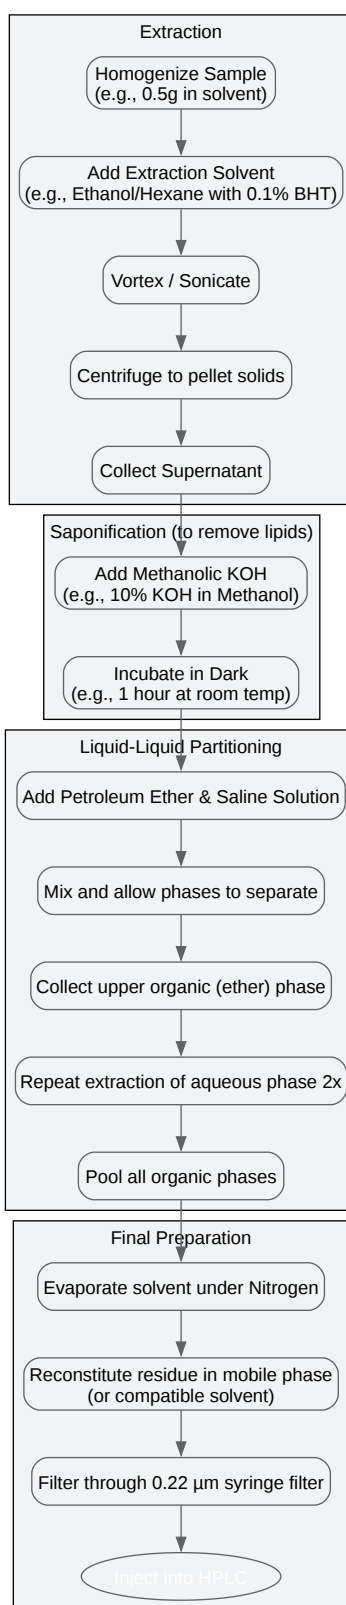 Extraction
Homogenize Sample
(e.g., 0.5g in solvent)
Add Extraction Solvent
(e.g., Ethanol/Hexane with 0.1% BHT)
Vortex / Sonicate
Centrifuge to pellet solids
Collect Supernatant
Saponification (to remove lipids)
Add Methanolic KOH
(e.g., 10% KOH in Methanol)
Incubate in Dark
(e.g., 1 hour at room temp)
Liquid-Liquid Partitioning
Add Petroleum Ether & Saline Solution
Mix and allow phases to separate
Collect upper organic (ether) phase
Repeat extraction of aqueous phase 2x
Pool all organic phases
Final Preparation
Evaporate solvent under Nitrogen
Reconstitute residue in mobile phase
(or compatible solvent)
Filter through 0.22 µm syringe filter
Inject into HPLC